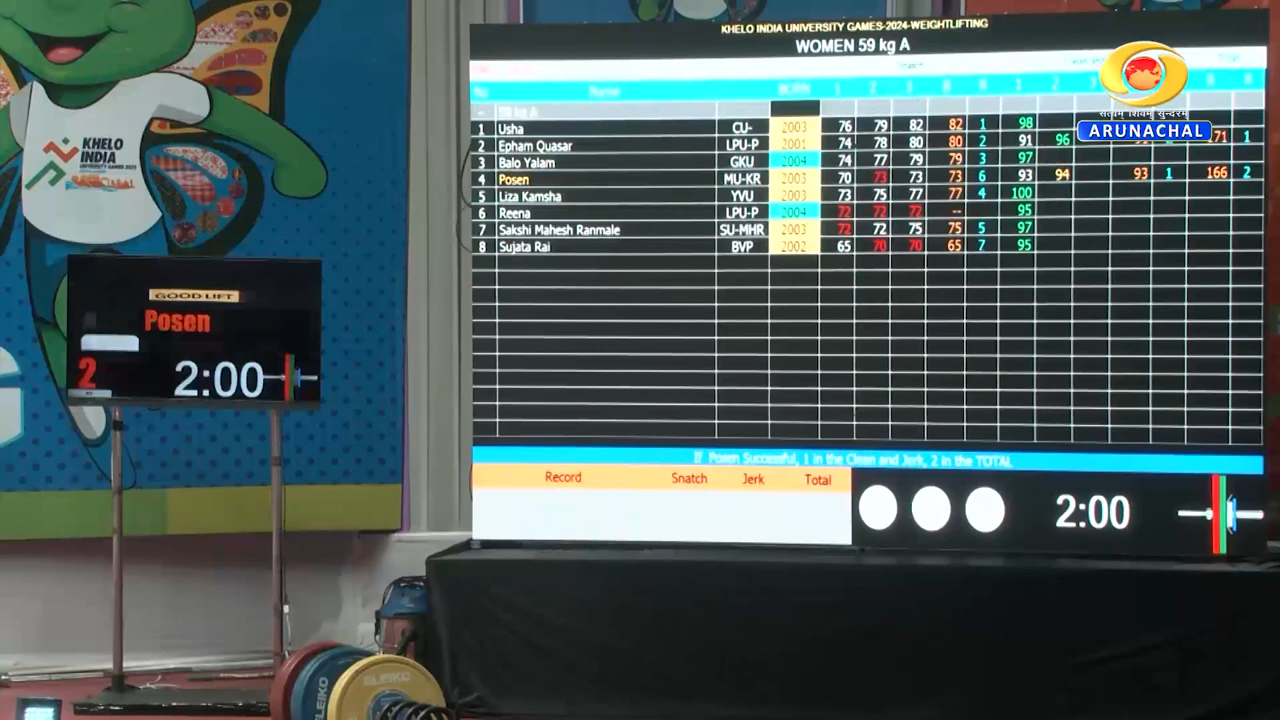 KHELO INDIA UNIVERSITY GAMES-2024-WEIGHTLIFTING
WOMEN 59 kg A
Snatch
Name BORN 1
59 kg A
1 Usha CU- 2003 76 79 82 82 1 98
2 Epham Quasar LPU-P 2001 74 78 80 80 2 91 96 171 1
3 Balo Yalam GKU 2004 74 77 79 79 3 97
4 Posen MU-KR 2003 70 73 73 73 6 93 94 93 1 166 2
5 Liza Kamsha YVU 2003 73 75 77 77 4 100
6 Reena LPU-P 2004 72 72 72 -- 95
7 Sakshi Mahesh Ranmale SU-MHR 2003 72 72 75 75 5 97
8 Sujata Rai BVP 2002 65 70 70 65 7 95
If Posen Successful, 1 in the Clean and Jerk, 2 in the TOTAL
Record Snatch Jerk Total
2:00
सत्यम् शिवम् सुन्दरम्
ARUNACHAL
KHELO
INDIA
GOOD LIFT
Posen
2
2:00
ELEIKO
ELEIKO